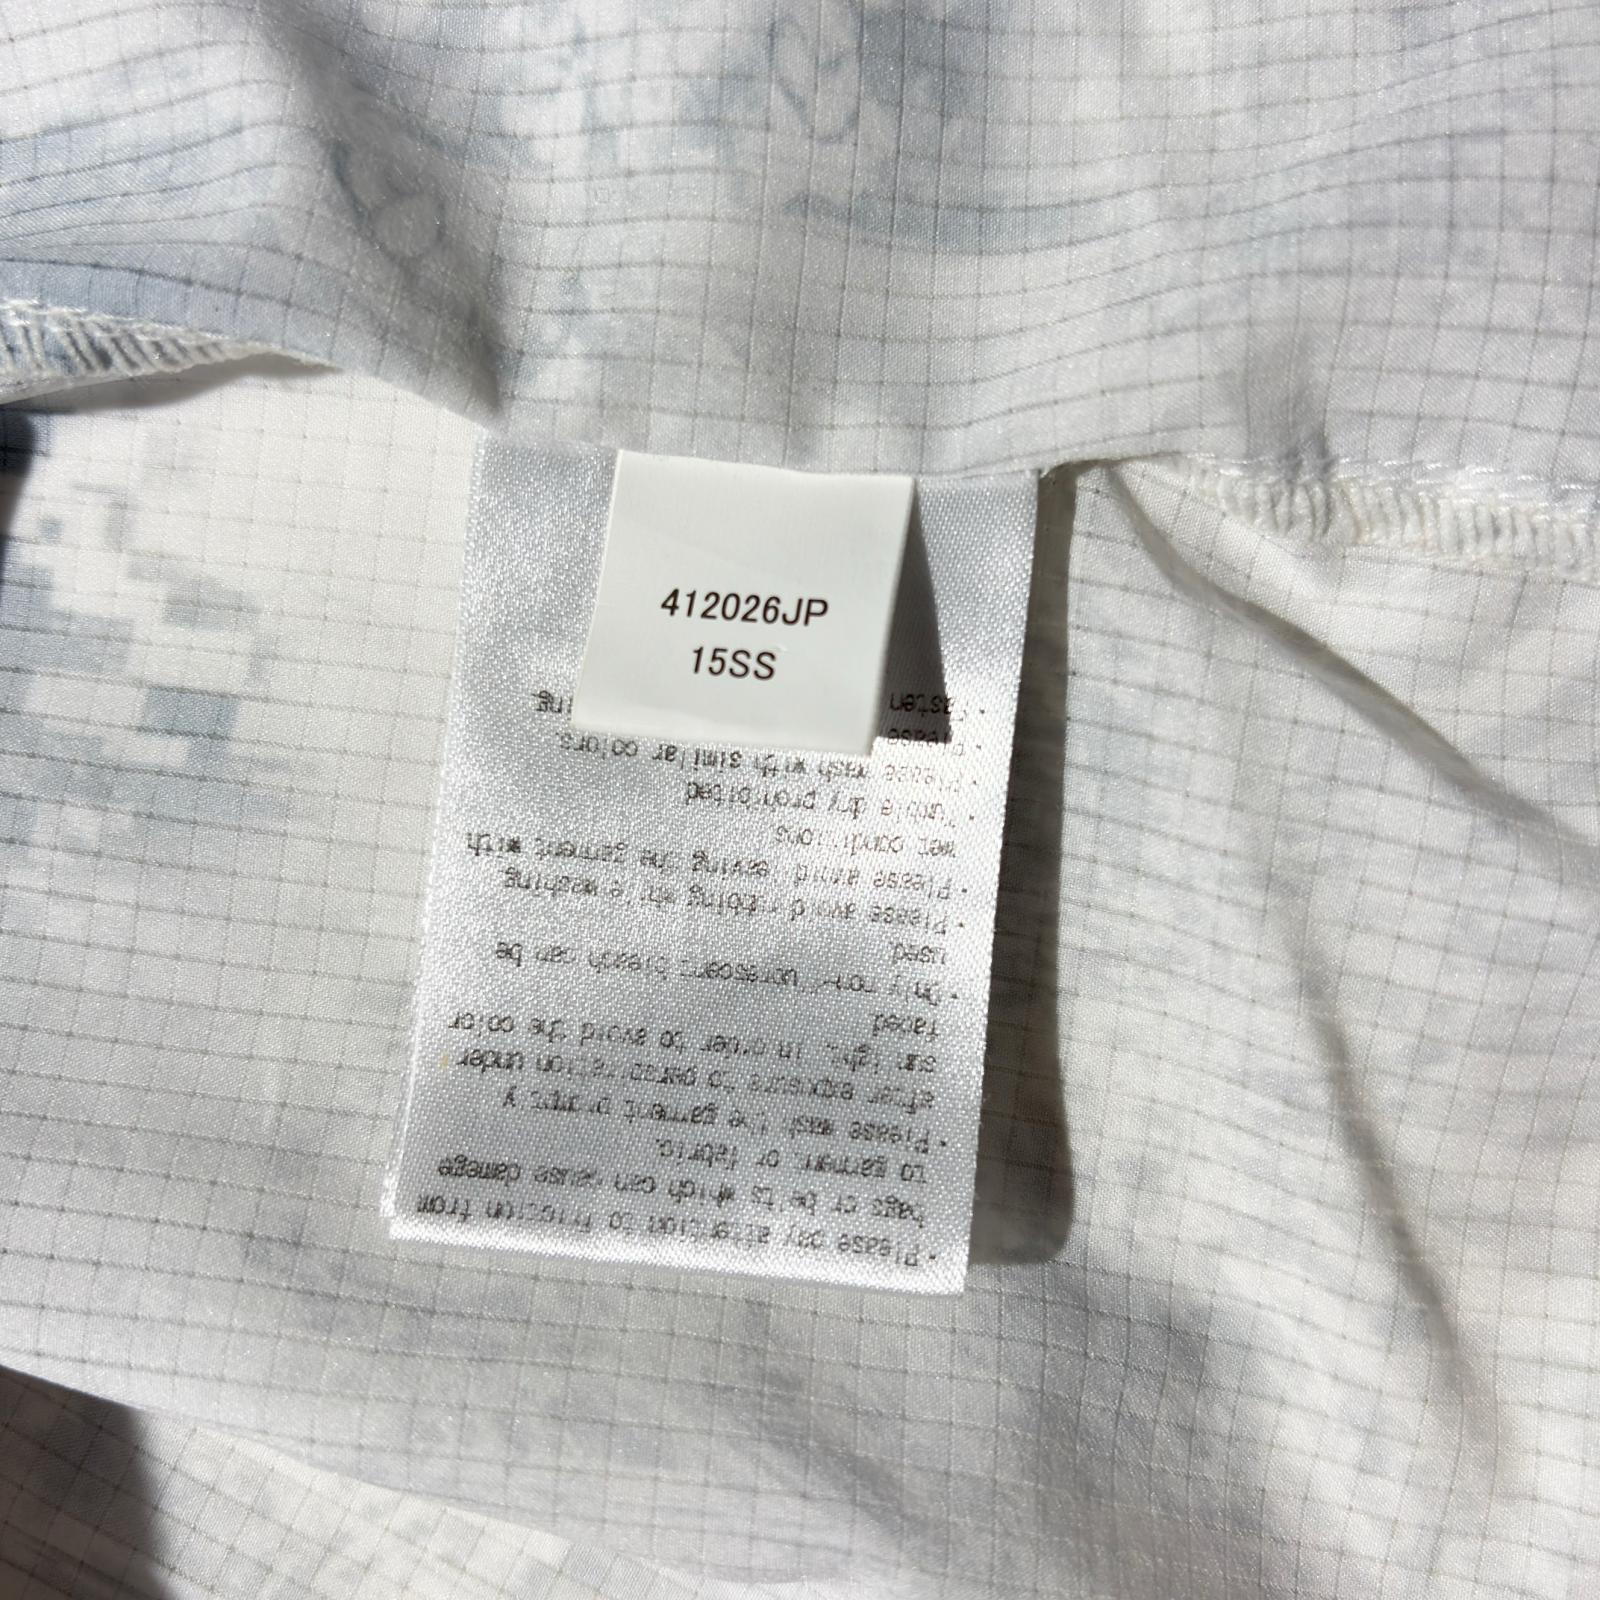 412026JP
15SS
· Please pay attention to friction from
bags or belts which can cause damage
to garment or fabric.
· Please wash the garment promptly
after exposure to perspiration under
sun light, in order to avoid the color
faded
· Only non-fluorescent bleach can be
used
· Please avoid rubbing while washing.
· Please avoid leaving the garment with
wet conditions
· Tumble dry prohibited
· Please wash with similar colors.
· Please
· fasten